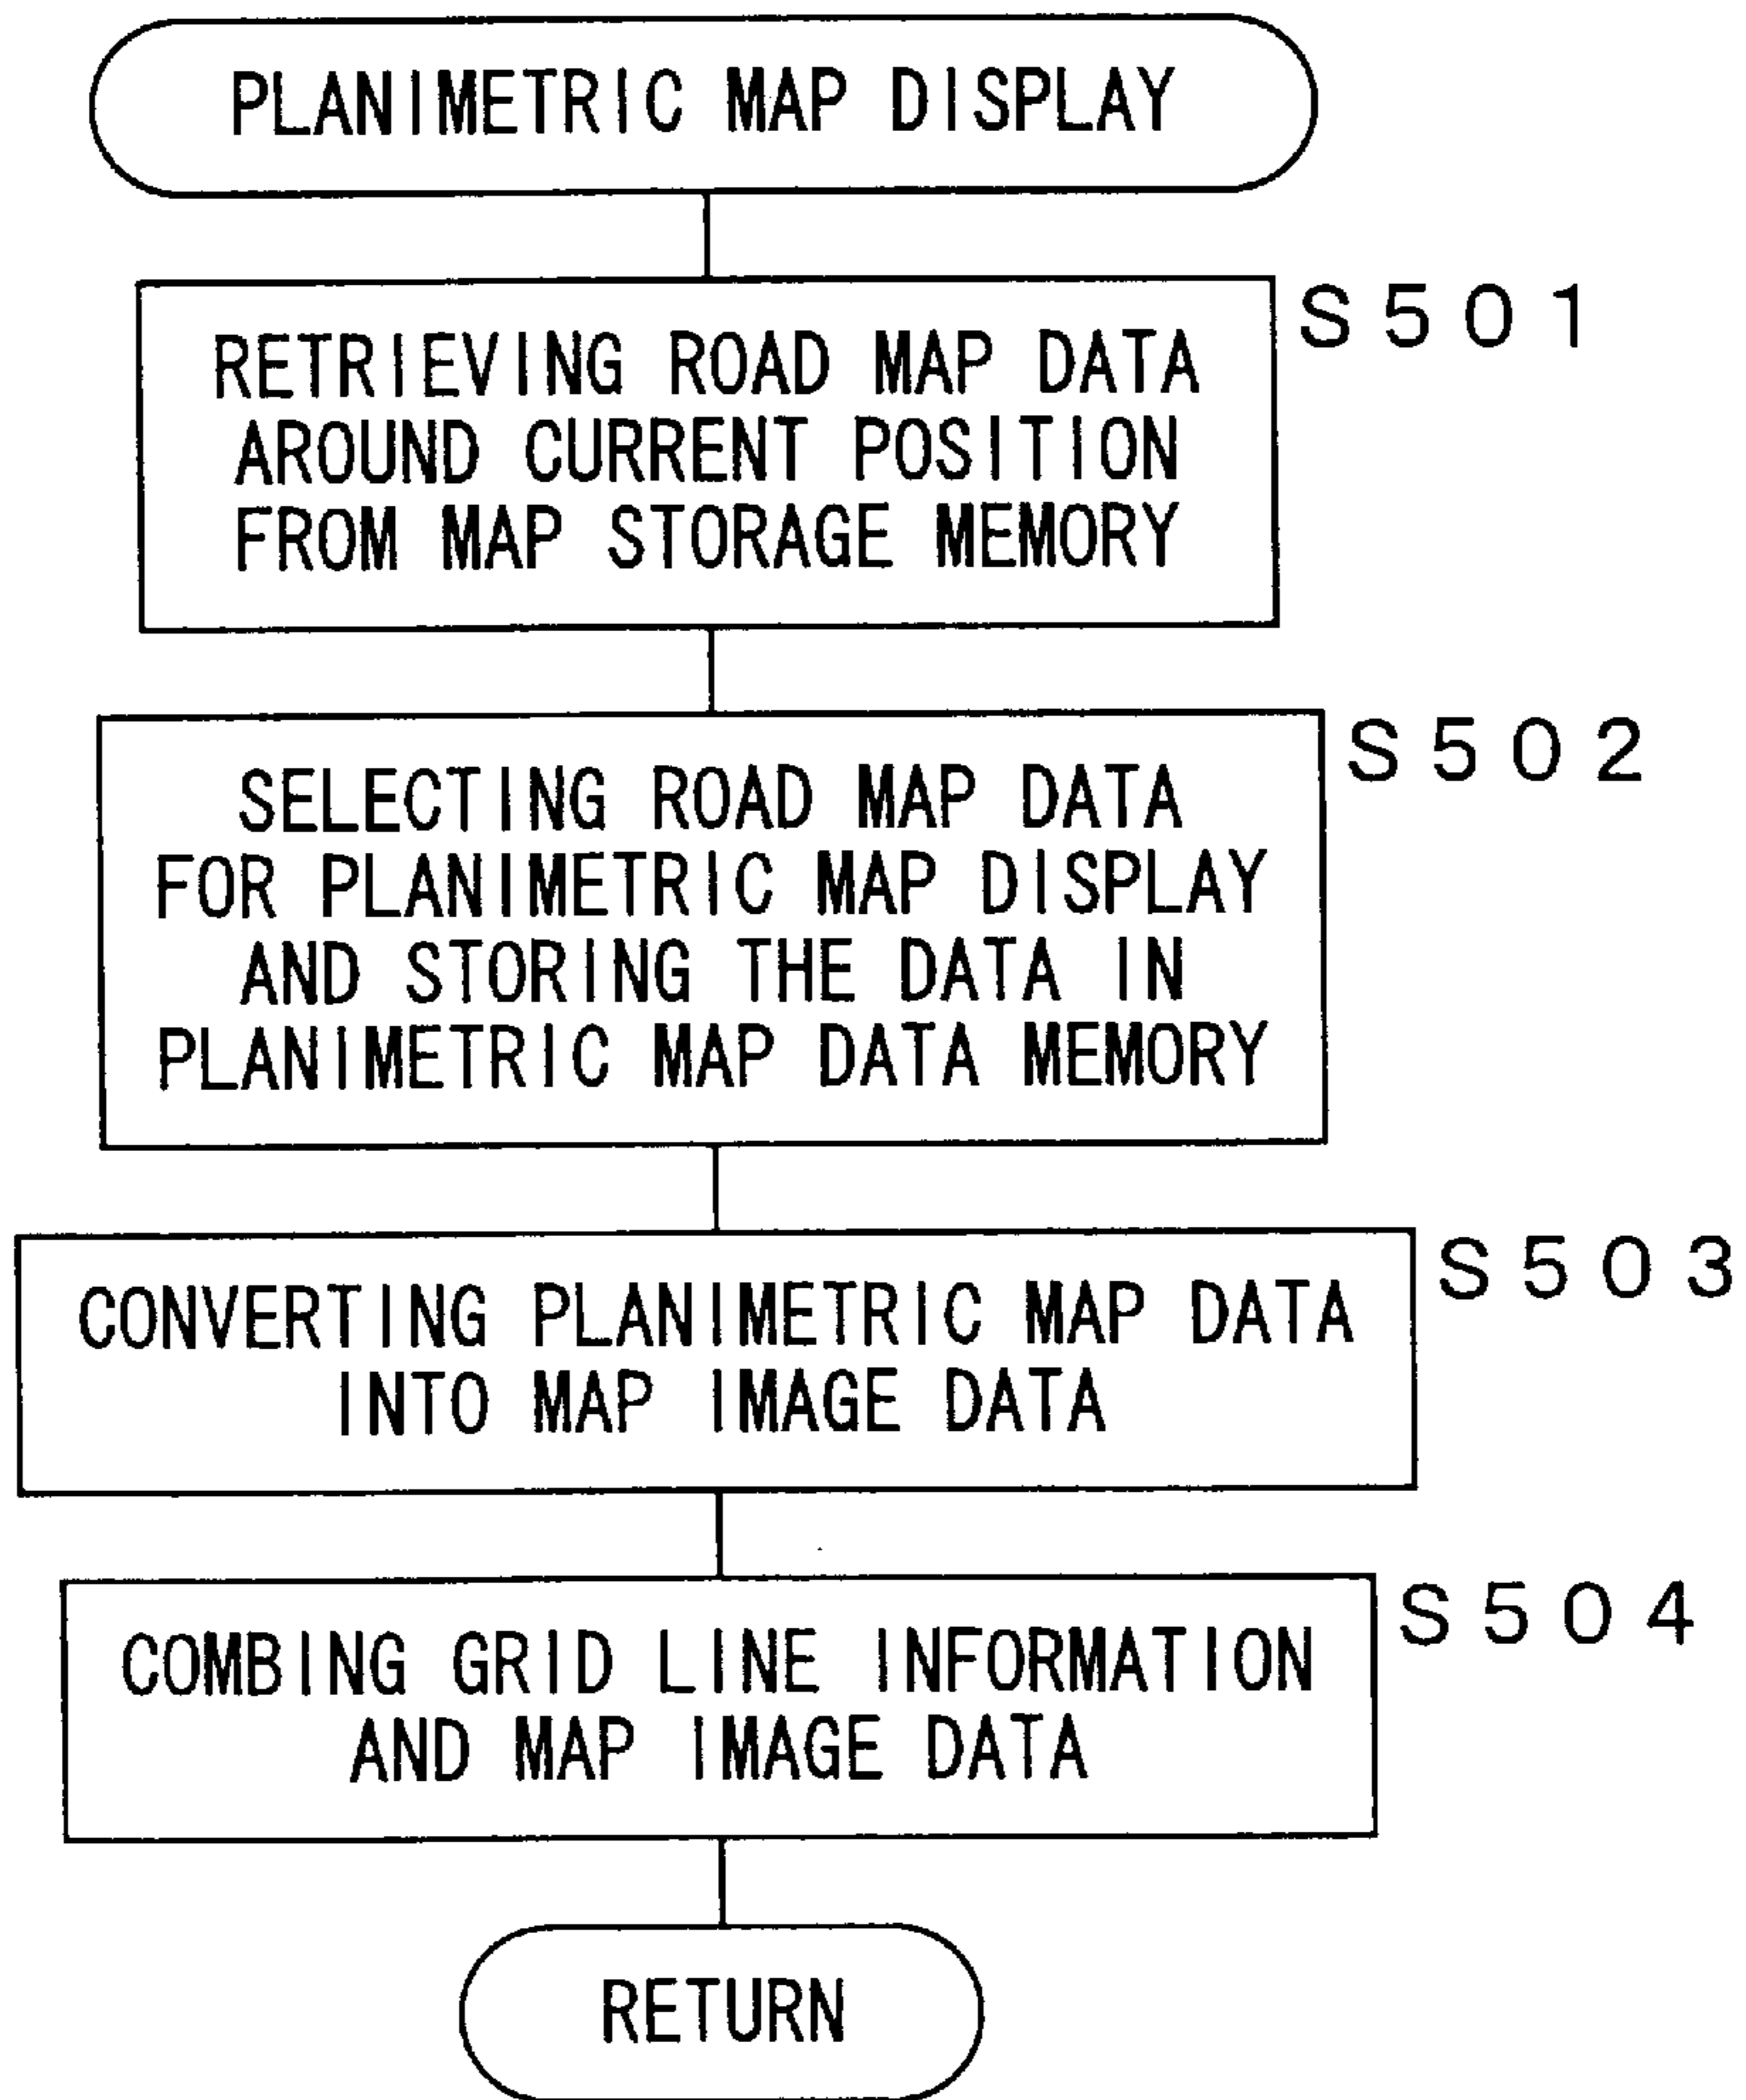 PLANIMETRIC MAP DISPLAY
S501
RETRIEVING ROAD MAP DATA
AROUND CURRENT POSITION
FROM MAP STORAGE MEMORY
S502
SELECTING ROAD MAP DATA
FOR PLANIMETRIC MAP DISPLAY
AND STORING THE DATA IN
PLANIMETRIC MAP DATA MEMORY
S503
CONVERTING PLANIMETRIC MAP DATA
INTO MAP IMAGE DATA
S504
COMBING GRID LINE INFORMATION
AND MAP IMAGE DATA
RETURN